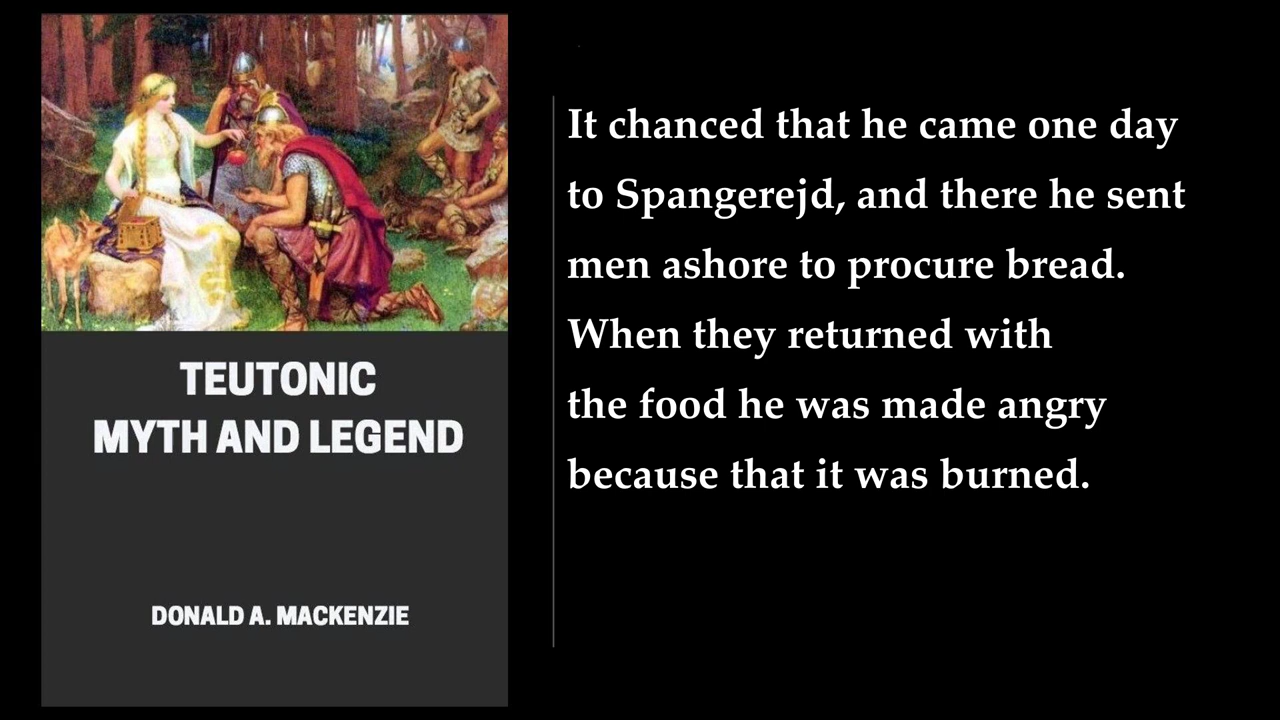 TEUTONIC
MYTH AND LEGEND
DONALD A. MACKENZIE
It chanced that he came one day
to Spangerejd, and there he sent
men ashore to procure bread.
When they returned with
the food he was made angry
because that it was burned.